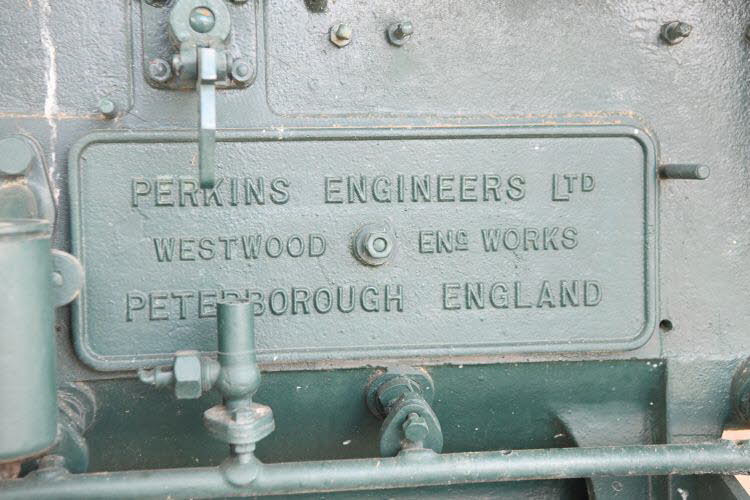 PERKINS ENGINEERS LTD
WESTWOOD ENG WORKS
PETERBOROUGH ENGLAND